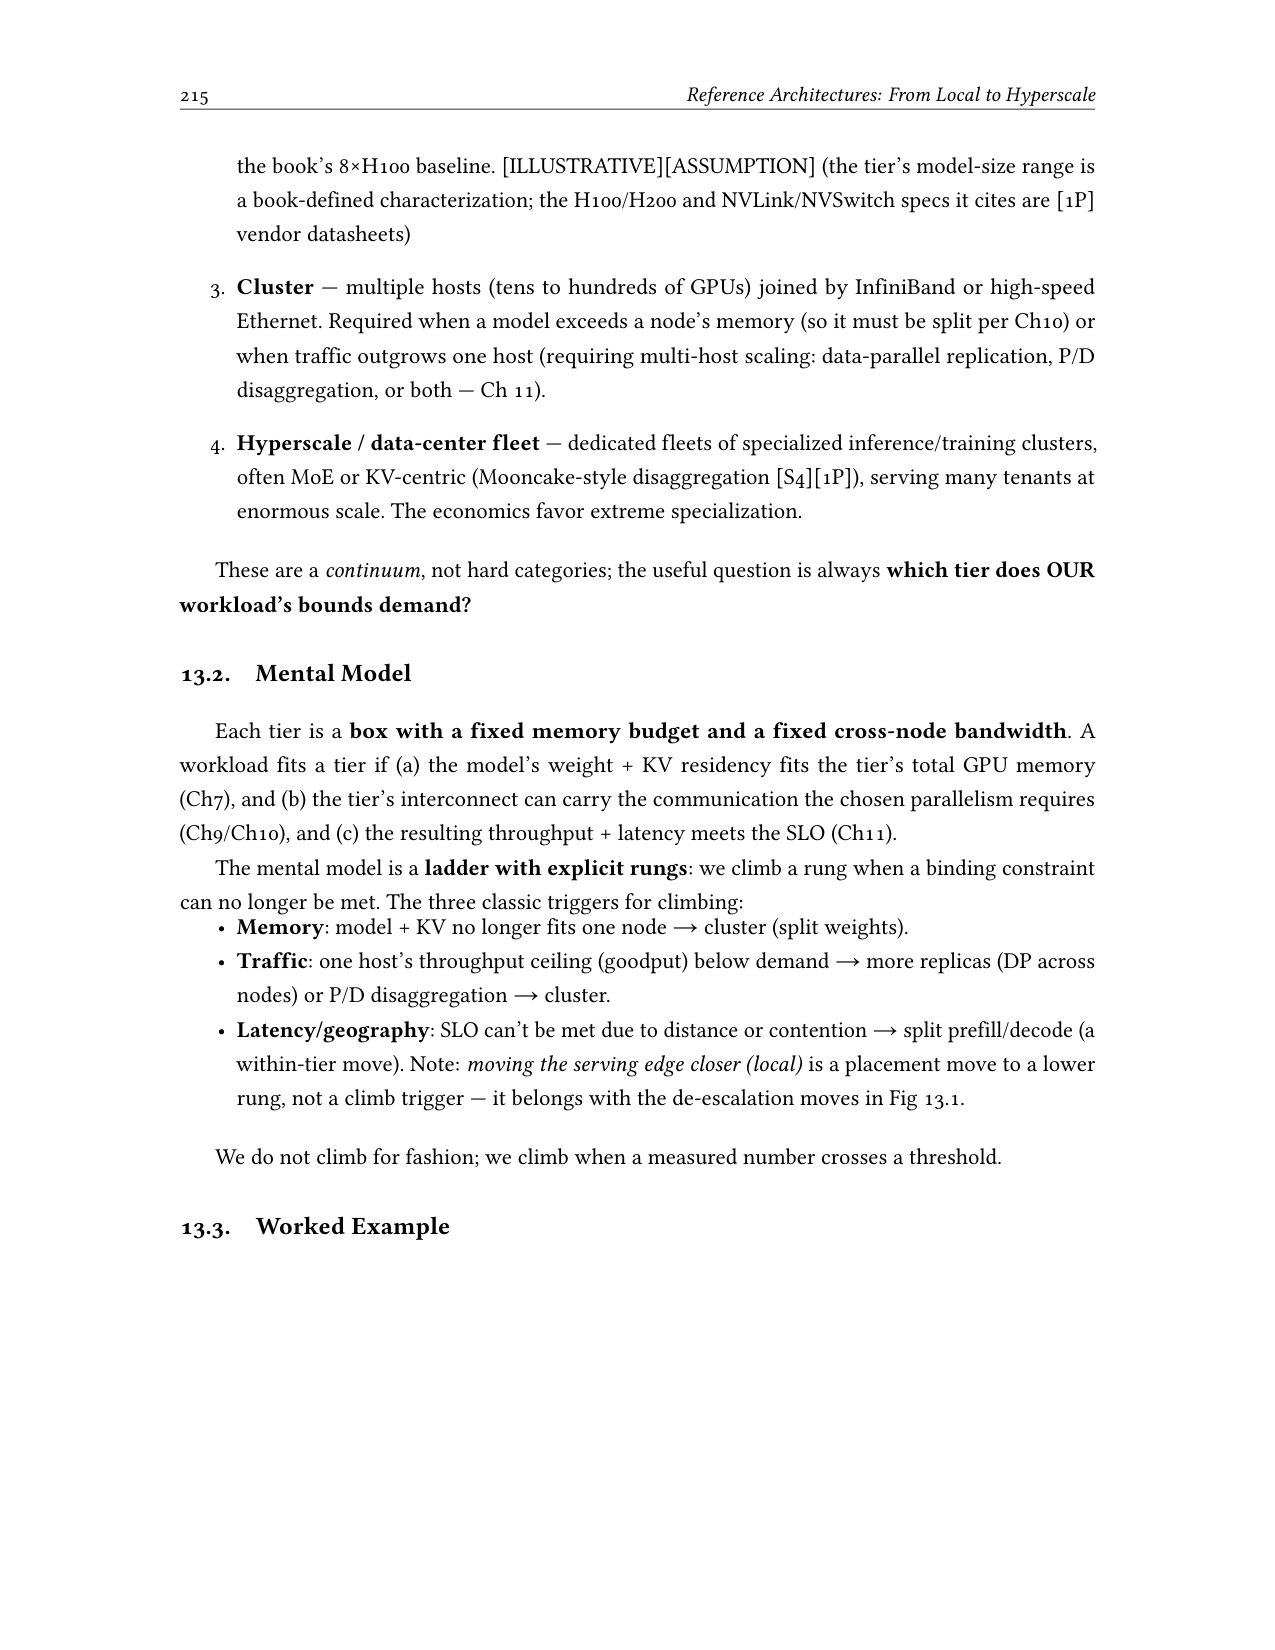 215 Reference Architectures: From Local to Hyperscale
the book's 8×H100 baseline. [ILLUSTRATIVE][ASSUMPTION] (the tier's model-size range is
a book-defined characterization; the H100/H200 and NVLink/NVSwitch specs it cites are [1P]
vendor datasheets)
3. Cluster — multiple hosts (tens to hundreds of GPUs) joined by InfiniBand or high-speed
Ethernet. Required when a model exceeds a node's memory (so it must be split per Ch10) or
when traffic outgrows one host (requiring multi-host scaling: data-parallel replication, P/D
disaggregation, or both — Ch 11).
4. Hyperscale / data-center fleet — dedicated fleets of specialized inference/training clusters,
often MoE or KV-centric (Mooncake-style disaggregation [S4][1P]), serving many tenants at
enormous scale. The economics favor extreme specialization.
These are a continuum, not hard categories; the useful question is always which tier does OUR
workload's bounds demand?
13.2. Mental Model
Each tier is a box with a fixed memory budget and a fixed cross-node bandwidth. A
workload fits a tier if (a) the model's weight + KV residency fits the tier's total GPU memory
(Ch7), and (b) the tier's interconnect can carry the communication the chosen parallelism requires
(Ch9/Ch10), and (c) the resulting throughput + latency meets the SLO (Ch11).
The mental model is a ladder with explicit rungs: we climb a rung when a binding constraint
can no longer be met. The three classic triggers for climbing:
• Memory: model + KV no longer fits one node → cluster (split weights).
• Traffic: one host's throughput ceiling (goodput) below demand → more replicas (DP across
nodes) or P/D disaggregation → cluster.
• Latency/geography: SLO can't be met due to distance or contention → split prefill/decode (a
within-tier move). Note: moving the serving edge closer (local) is a placement move to a lower
rung, not a climb trigger — it belongs with the de-escalation moves in Fig 13.1.
We do not climb for fashion; we climb when a measured number crosses a threshold.
13.3. Worked Example